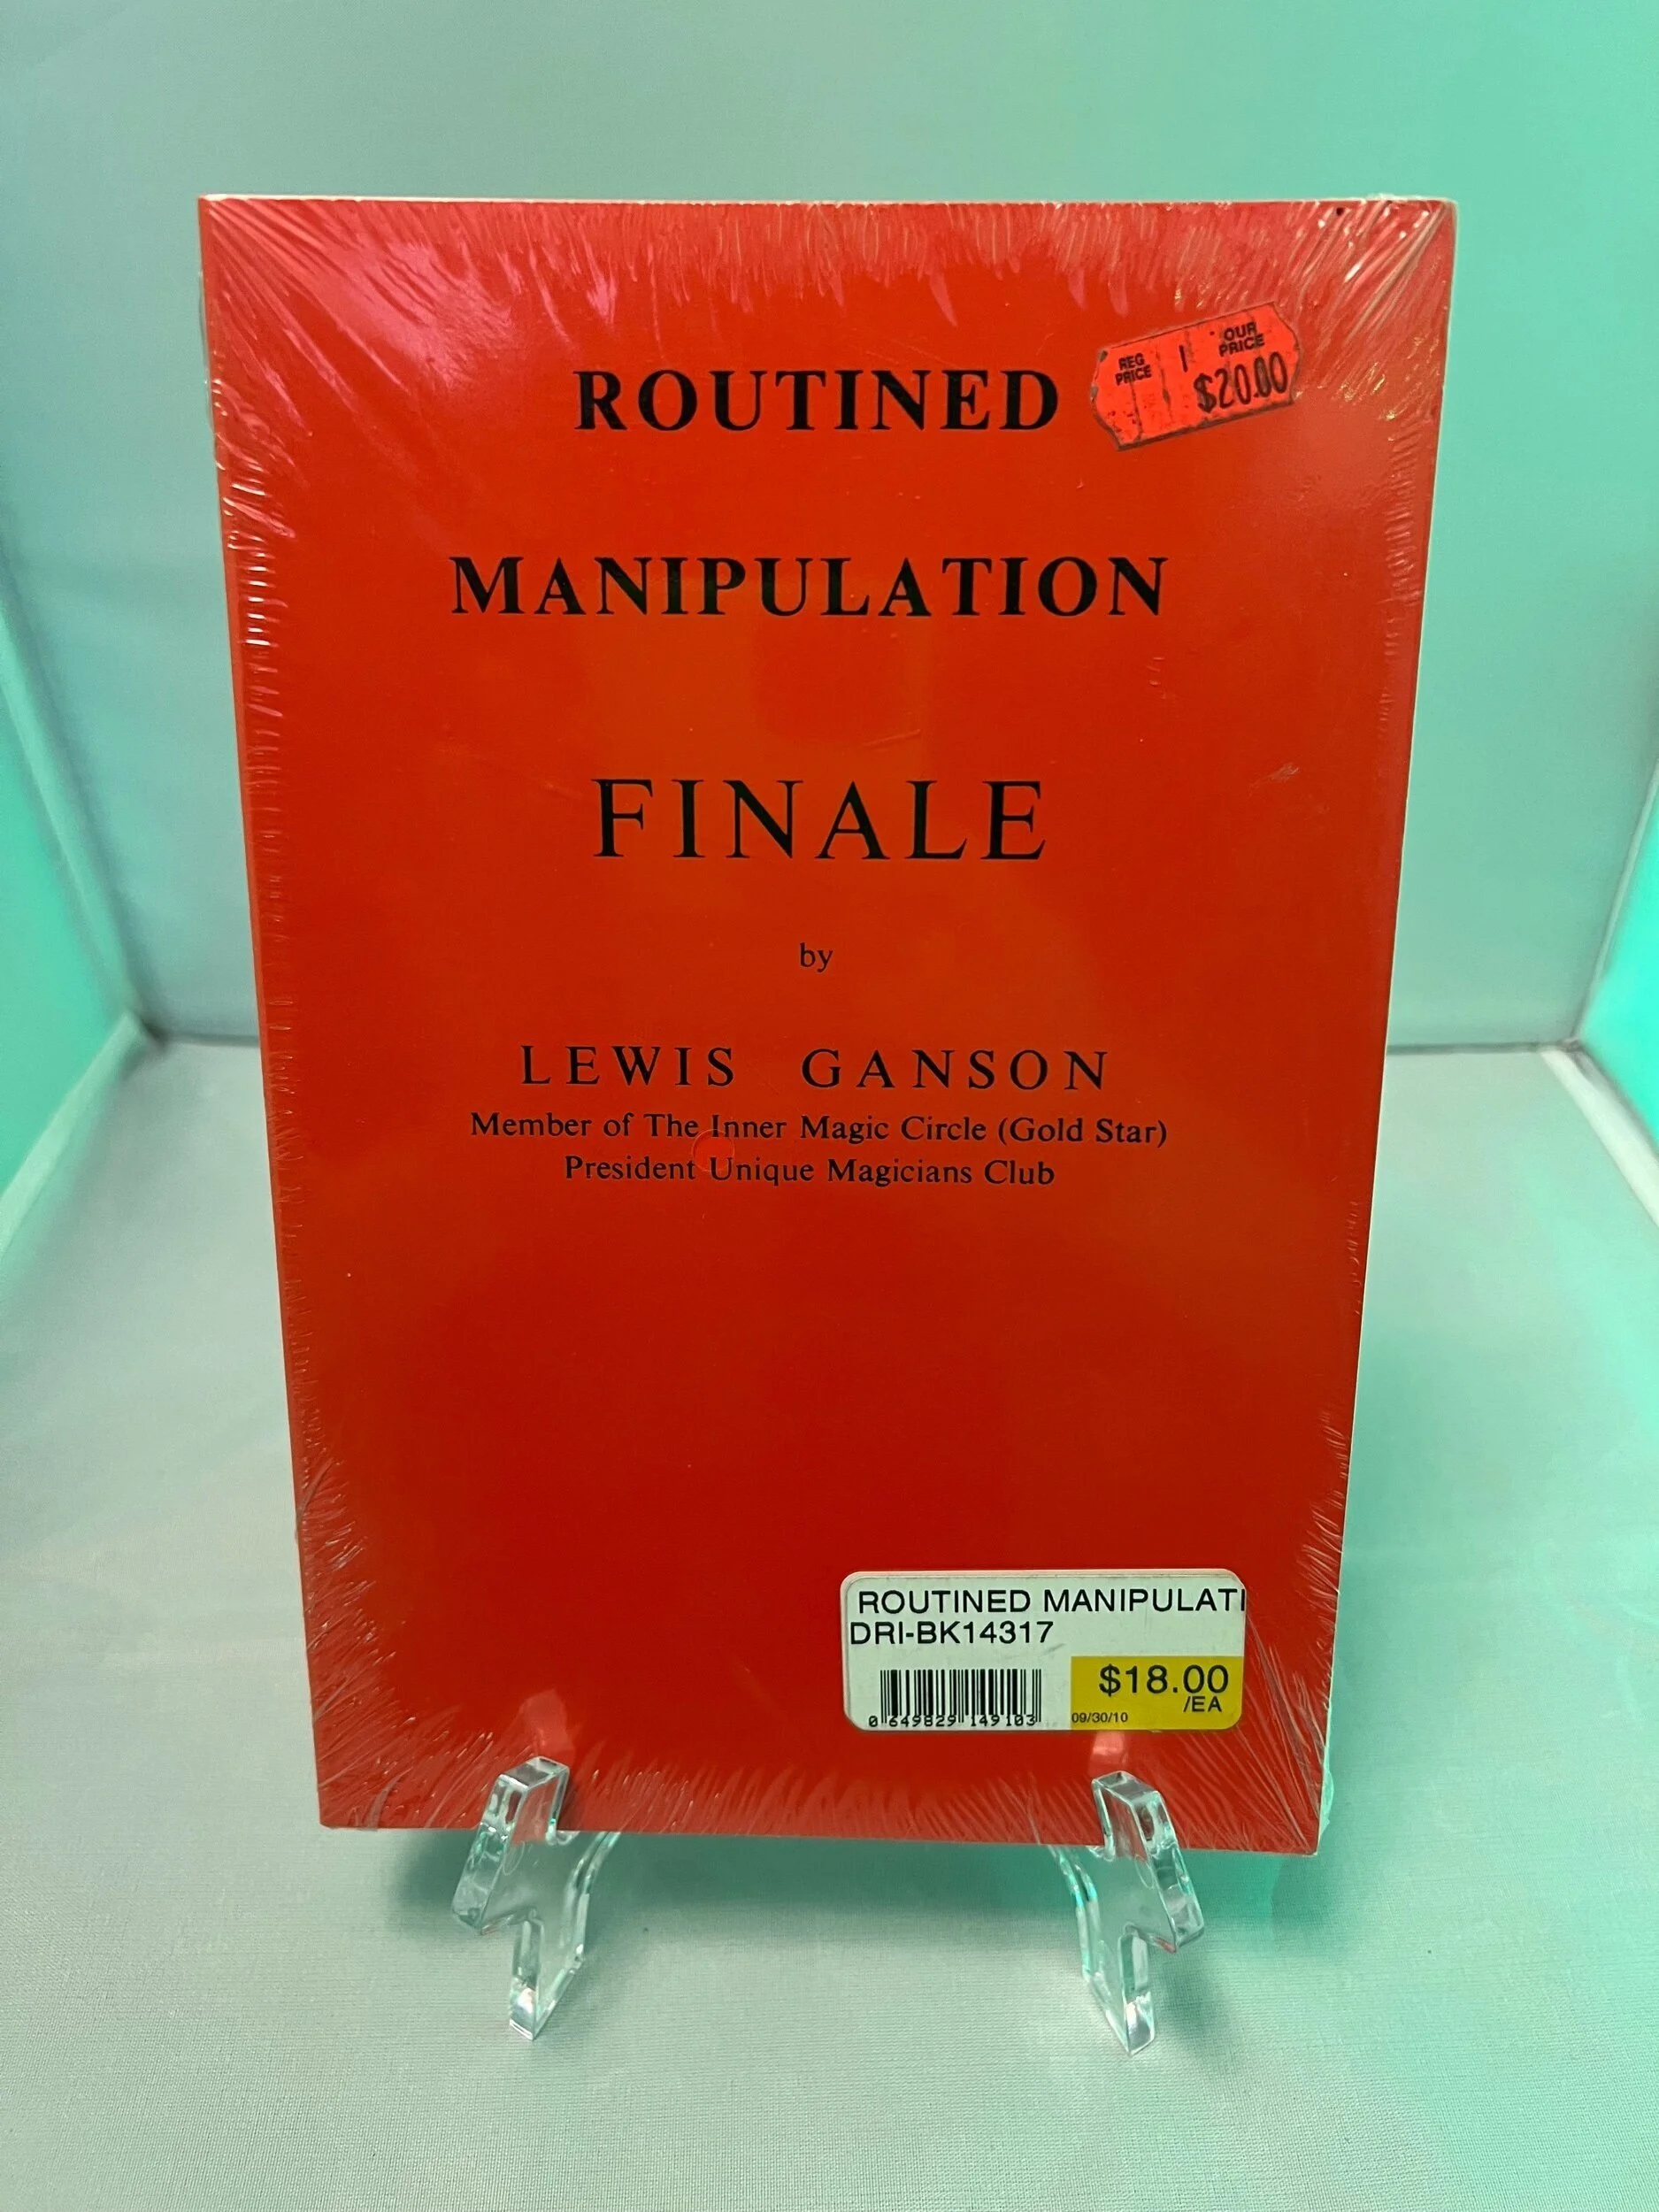 ROUTINED
REG
PRICE
OUR
PRICE
$20.00
MANIPULATION
FINALE
by
LEWIS GANSON
Member of The Inner Magic Circle (Gold Star)
President Unique Magicians Club
ROUTINED MANIPULATI
DRI-BK14317
$18.00
/EA
0 649829 149103
09/30/10